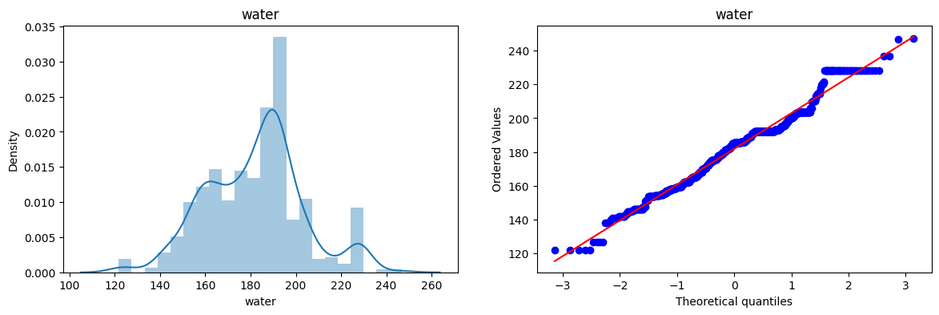 water
0.035
0.030
0.025
0.020
0.015
0.010
0.005
0.000
Density
100 120 140 160 180 200 220 240 260
water
water
240
220
200
180
160
140
120
Ordered Values
−3 −2 −1 0 1 2 3
Theoretical quantiles